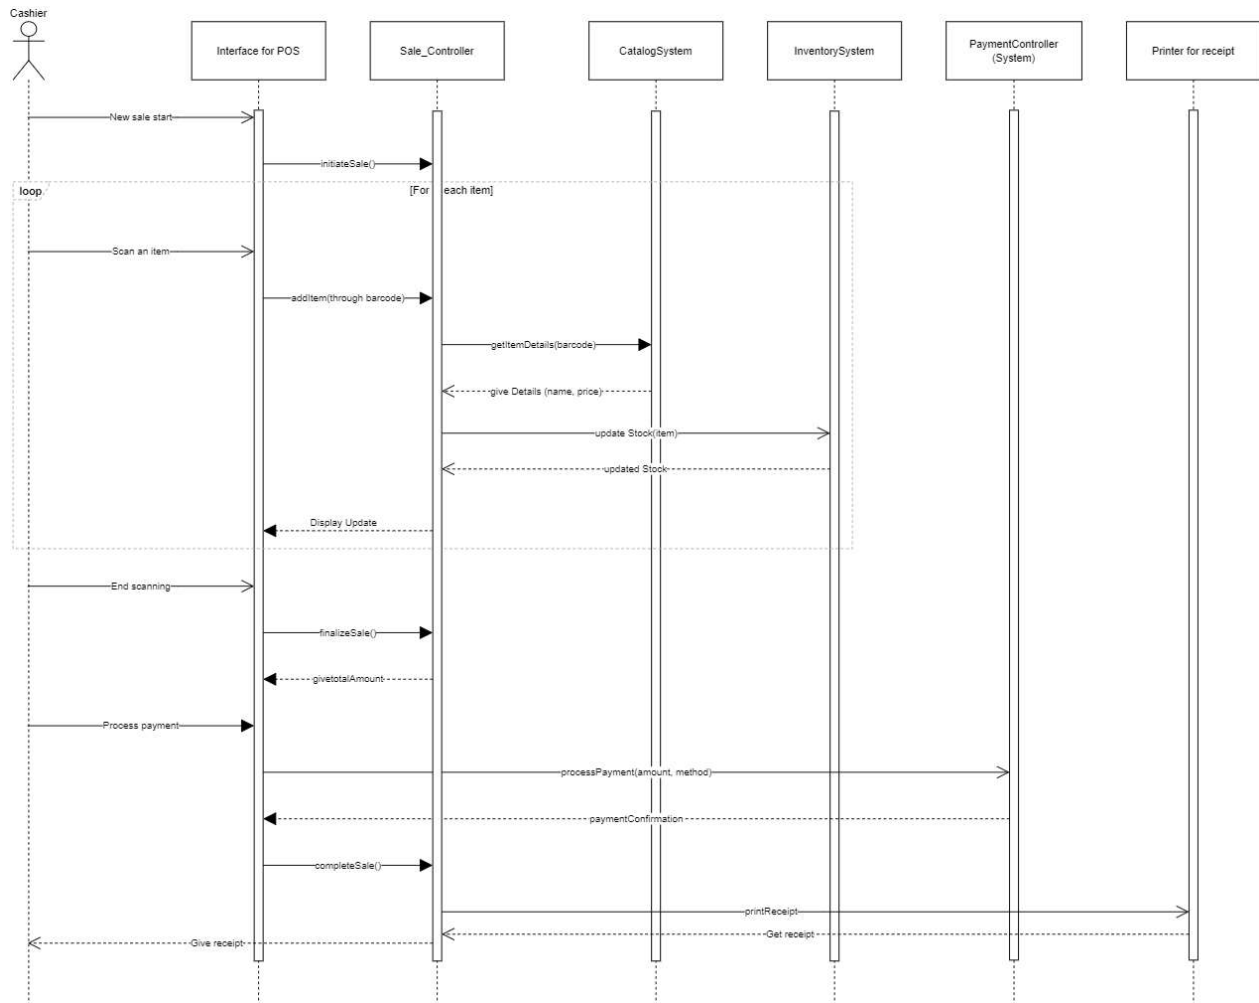 Cashier
Interface for POS
Sale_Controller
CatalogSystem
InventorySystem
PaymentController
(System)
Printer for receipt
New sale start
initiateSale()
loop
[For each item]
Scan an item
addItem(through barcode)
getItemDetails(barcode)
give Details (name, price)
update Stock(item)
updated Stock
Display Update
End scanning
finalizeSale()
givetotalAmount
Process payment
processPayment(amount, method)
paymentConfirmation
completeSale()
printReceipt
Get receipt
Give receipt